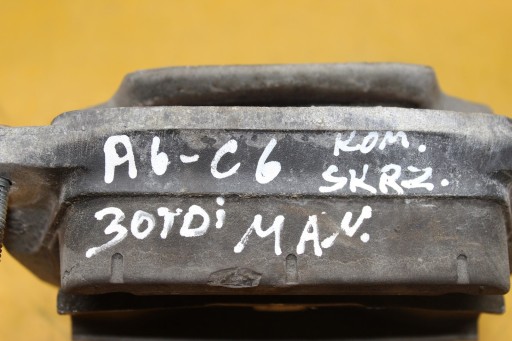 A6-C6 KOM.
SKRZ.
30TDi MAN.